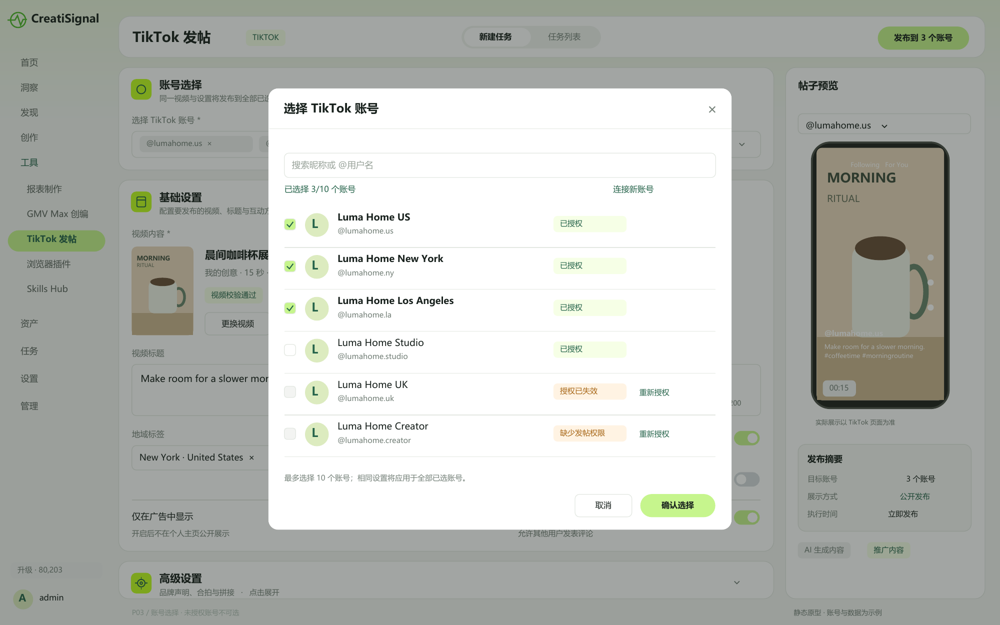 CreatiSignal
首页
洞察
发现
创作
工具
报表制作
GMV Max 创编
TikTok 发帖
浏览器插件
Skills Hub
资产
任务
设置
管理
升级 · 80,203
A
admin
TikTok 发帖
TIKTOK
新建任务
任务列表
发布到 3 个账号
账号选择
同一视频与设置将发布到全部已选
选择 TikTok 账号 *
@lumahome.us ×
基础设置
配置要发布的视频、标题与互动方
视频内容 *
MORNING
RITUAL
晨间咖啡杯展
我的创意 · 15 秒 ·
视频校验通过
更换视频
视频标题
Make room for a slower mor
200
地域标签
New York · United States ×
仅在广告中显示
开启后不在个人主页公开展示
允许其他用户发表评论
高级设置
品牌声明、合拍与拼接 · 点击展开
P03 / 账号选择 · 未授权账号不可选
选择 TikTok 账号
×
搜索昵称或 @用户名
已选择 3/10 个账号
连接新账号
L
Luma Home US
@lumahome.us
已授权
L
Luma Home New York
@lumahome.ny
已授权
L
Luma Home Los Angeles
@lumahome.la
已授权
L
Luma Home Studio
@lumahome.studio
已授权
L
Luma Home UK
@lumahome.uk
授权已失效
重新授权
L
Luma Home Creator
@lumahome.creator
缺少发帖权限
重新授权
最多选择 10 个账号；相同设置将应用于全部已选账号。
取消
确认选择
帖子预览
@lumahome.us
Following For You
MORNING
RITUAL
@lumahome.us
Make room for a slower morning.
#coffeetime #morningroutine
00:15
实际展示以 TikTok 页面为准
发布摘要
目标账号
3 个账号
展示方式
公开发布
执行时间
立即发布
AI 生成内容
推广内容
静态原型 · 账号与数据为示例